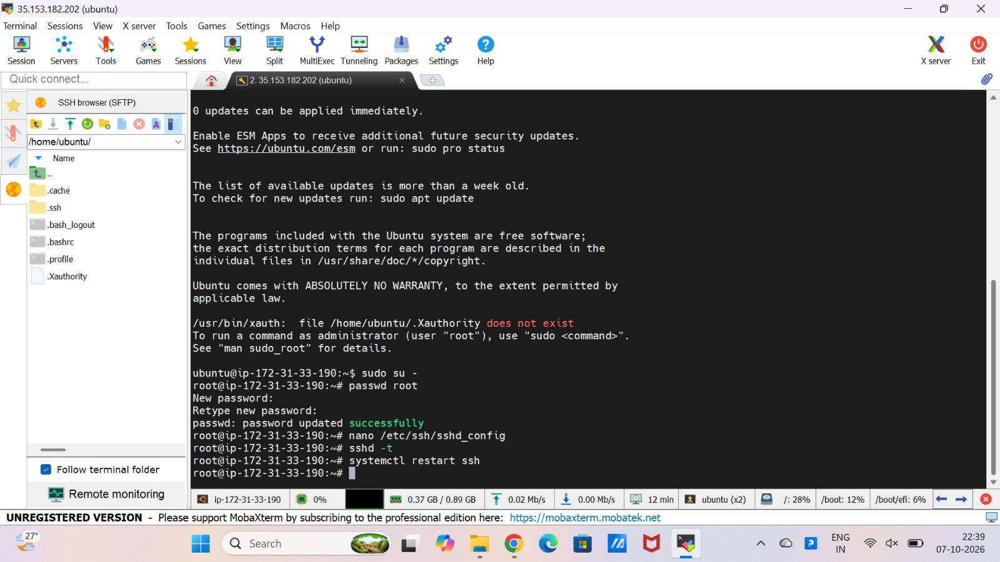 35.153.182.202 (ubuntu)
Terminal Sessions View X server Tools Games Settings Macros Help
Session Servers Tools Games Sessions View Split MultiExec Tunneling Packages Settings Help X server Exit
Quick connect...
2. 35.153.182.202 (ubuntu)
SSH browser (SFTP)
/home/ubuntu/
Name
..
.cache
.ssh
.bash_logout
.bashrc
.profile
.Xauthority
Follow terminal folder
Remote monitoring
0 updates can be applied immediately.
Enable ESM Apps to receive additional future security updates.
See https://ubuntu.com/esm or run: sudo pro status
The list of available updates is more than a week old.
To check for new updates run: sudo apt update
The programs included with the Ubuntu system are free software;
the exact distribution terms for each program are described in the
individual files in /usr/share/doc/*/copyright.
Ubuntu comes with ABSOLUTELY NO WARRANTY, to the extent permitted by
applicable law.
/usr/bin/xauth:  file /home/ubuntu/.Xauthority does not exist
To run a command as administrator (user "root"), use "sudo <command>".
See "man sudo_root" for details.
ubuntu@ip-172-31-33-190:~$ sudo su -
root@ip-172-31-33-190:~# passwd root
New password:
Retype new password:
passwd: password updated successfully
root@ip-172-31-33-190:~# nano /etc/ssh/sshd_config
root@ip-172-31-33-190:~# sshd -t
root@ip-172-31-33-190:~# systemctl restart ssh
root@ip-172-31-33-190:~#
ip-172-31-33-190 0% 0.37 GB / 0.89 GB 0.02 Mb/s 0.00 Mb/s 12 min ubuntu (x2) /: 28% /boot: 12% /boot/efi: 6%
UNREGISTERED VERSION - Please support MobaXterm by subscribing to the professional edition here: https://mobaxterm.mobatek.net
27°
Search
ENG
IN
22:39
07-10-2026